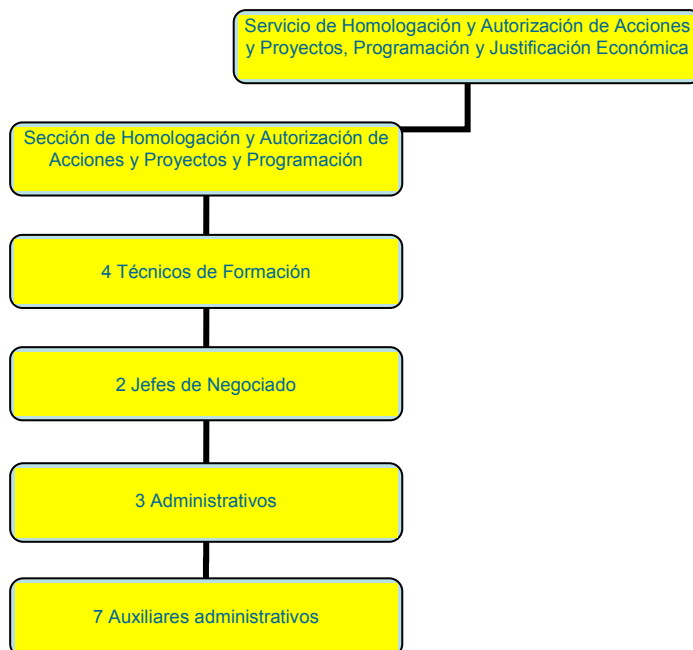 Servicio de Homologación y Autorización de Acciones
y Proyectos, Programación y Justificación Económica
Sección de Homologación y Autorización de
Acciones y Proyectos y Programación
4 Técnicos de Formación
2 Jefes de Negociado
3 Administrativos
7 Auxiliares administrativos